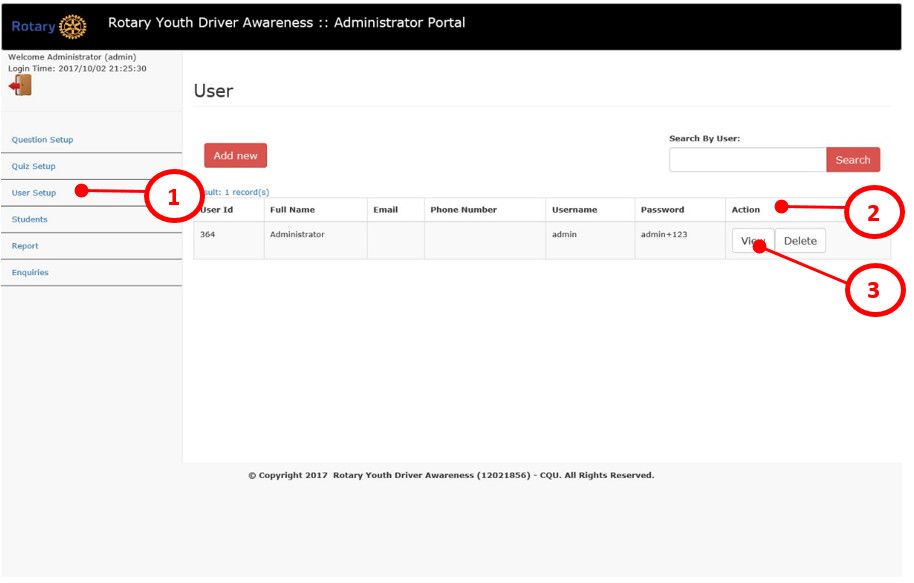 Rotary
Rotary Youth Driver Awareness :: Administrator Portal
Welcome Administrator (admin)
Login Time: 2017/10/02 21:25:30
User
Question Setup
Quiz Setup
User Setup
Students
Report
Enquiries
Add new
Search By User:
Search
1 record(s)
User Id Full Name Email Phone Number Username Password Action
364 Administrator admin admin+123 View Delete
1
2
3
© Copyright 2017 Rotary Youth Driver Awareness (12021856) - CQU. All Rights Reserved.